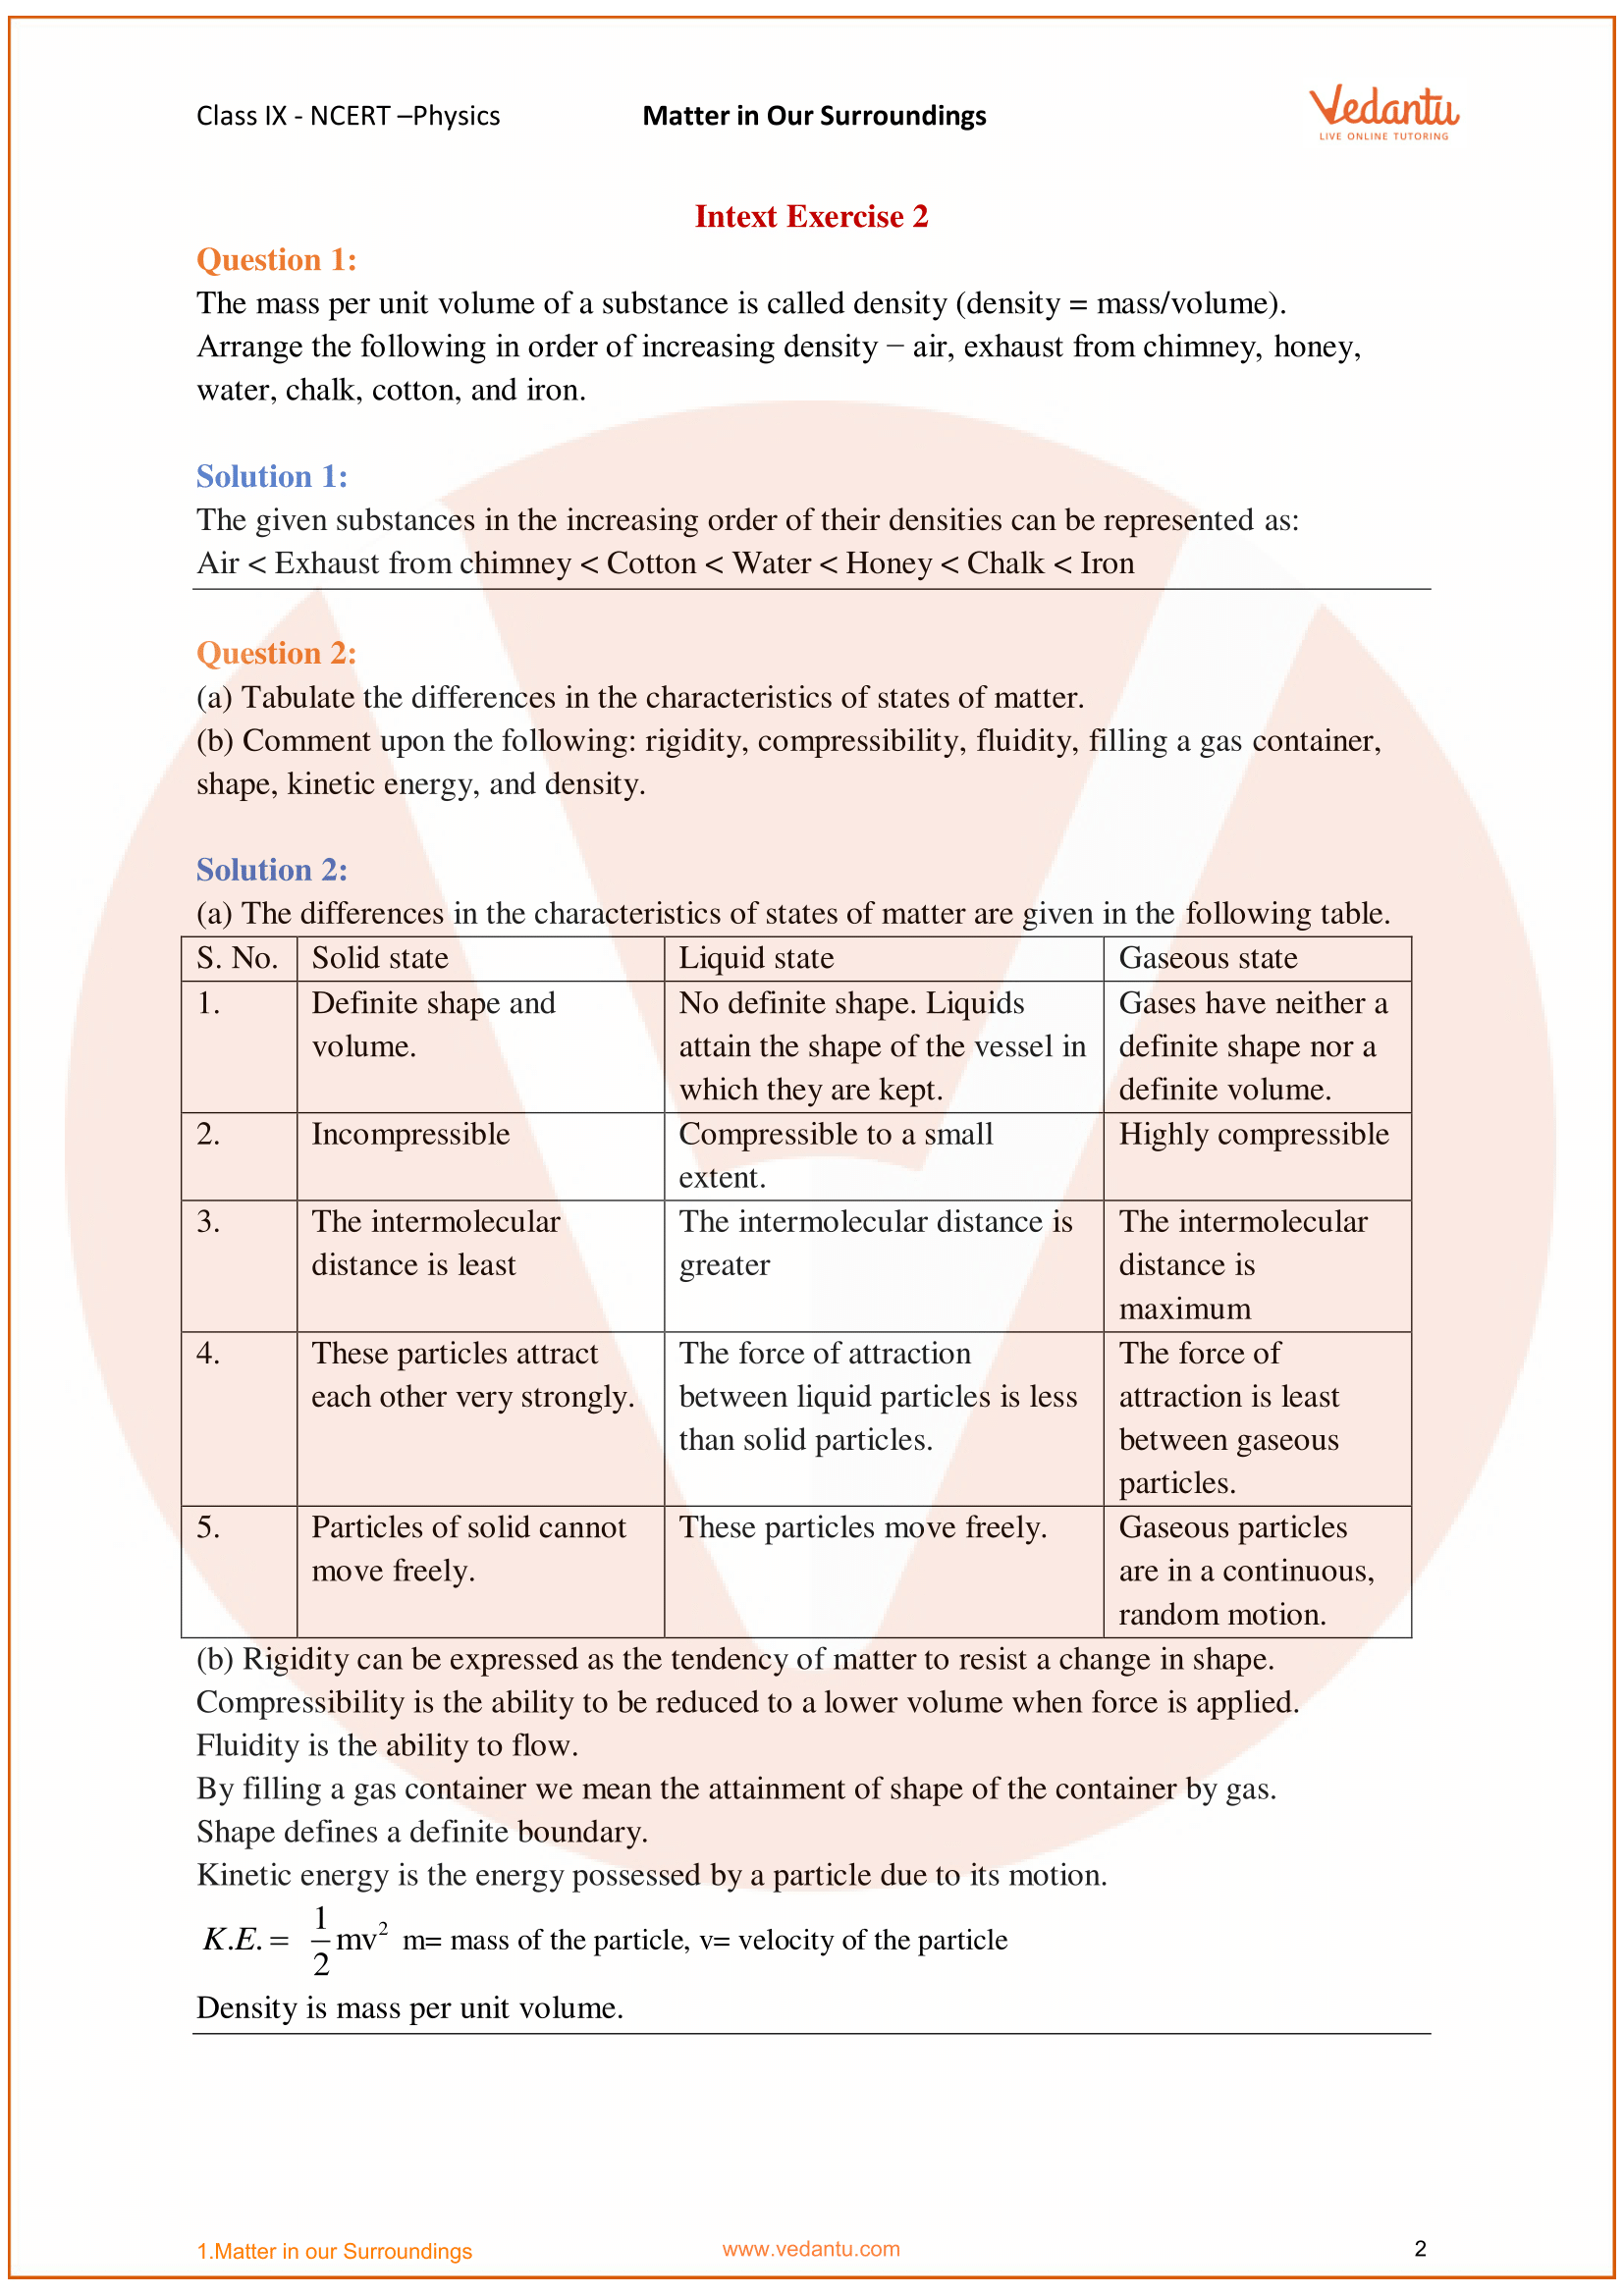 Class IX - NCERT –Physics
Matter in Our Surroundings
Vedantu
LIVE ONLINE TUTORING
Intext Exercise 2
Question 1:
The mass per unit volume of a substance is called density (density = mass/volume).
Arrange the following in order of increasing density − air, exhaust from chimney, honey,
water, chalk, cotton, and iron.
Solution 1:
The given substances in the increasing order of their densities can be represented as:
Air < Exhaust from chimney < Cotton < Water < Honey < Chalk < Iron
Question 2:
(a) Tabulate the differences in the characteristics of states of matter.
(b) Comment upon the following: rigidity, compressibility, fluidity, filling a gas container,
shape, kinetic energy, and density.
Solution 2:
(a) The differences in the characteristics of states of matter are given in the following table.
S. No. Solid state Liquid state Gaseous state
1. Definite shape and No definite shape. Liquids Gases have neither a
volume. attain the shape of the vessel in definite shape nor a
which they are kept. definite volume.
2. Incompressible Compressible to a small Highly compressible
extent.
3. The intermolecular The intermolecular distance is The intermolecular
distance is least greater distance is
maximum
4. These particles attract The force of attraction The force of
each other very strongly. between liquid particles is less attraction is least
than solid particles. between gaseous
particles.
5. Particles of solid cannot These particles move freely. Gaseous particles
move freely. are in a continuous,
random motion.
(b) Rigidity can be expressed as the tendency of matter to resist a change in shape.
Compressibility is the ability to be reduced to a lower volume when force is applied.
Fluidity is the ability to flow.
By filling a gas container we mean the attainment of shape of the container by gas.
Shape defines a definite boundary.
Kinetic energy is the energy possessed by a particle due to its motion.
K.E. = 1/2 mv² m= mass of the particle, v= velocity of the particle
Density is mass per unit volume.
1.Matter in our Surroundings
www.vedantu.com
2